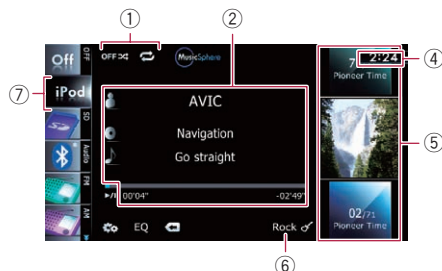 ① ②
Off OFF OFF MusicSphere 7 2:24 ④
Pioneer Time
⑦ iPod AVIC
SD Navigation ⑤
Audio Go straight
FM ►/II 00'04" -02'49" 02/71
Pioneer Time
AM EQ Rock
⑥